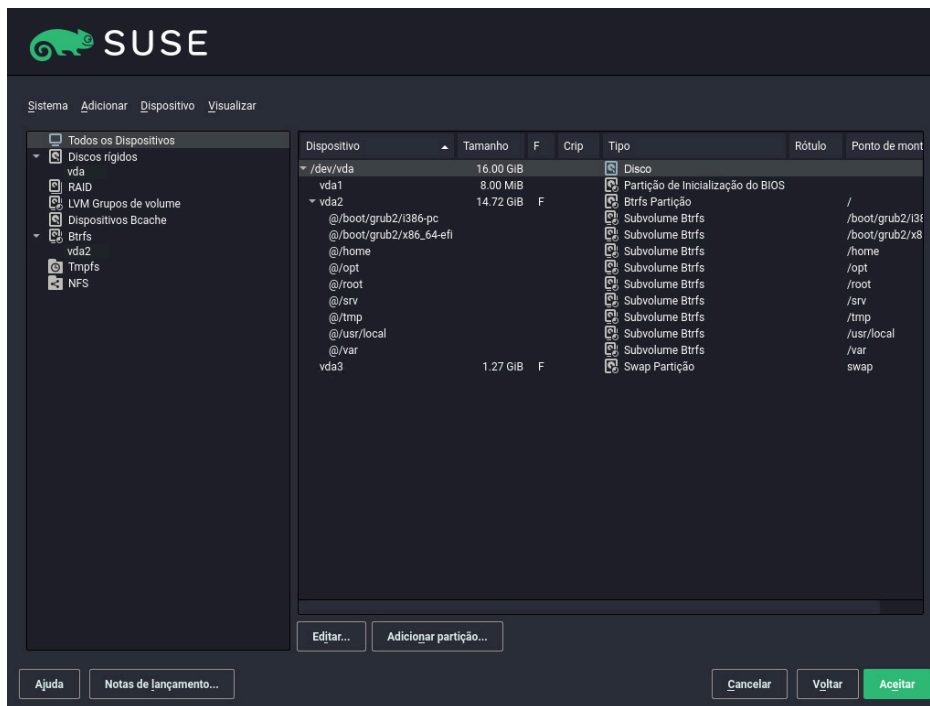 SUSE
Sistema Adicionar Dispositivo Visualizar
Todos os Dispositivos
Discos rígidos
vda
RAID
LVM Grupos de volume
Dispositivos Bcache
Btrfs
vda2
Tmpfs
NFS
Dispositivo Tamanho F Crip Tipo Rótulo Ponto de mont
/dev/vda 16.00 GiB Disco
vda1 8.00 MiB Partição de Inicialização do BIOS
vda2 14.72 GiB F Btrfs Partição /
@/boot/grub2/i386-pc Subvolume Btrfs /boot/grub2/i38
@/boot/grub2/x86_64-efi Subvolume Btrfs /boot/grub2/x8
@/home Subvolume Btrfs /home
@/opt Subvolume Btrfs /opt
@/root Subvolume Btrfs /root
@/srv Subvolume Btrfs /srv
@/tmp Subvolume Btrfs /tmp
@/usr/local Subvolume Btrfs /usr/local
@/var Subvolume Btrfs /var
vda3 1.27 GiB F Swap Partição swap
Editar... Adicionar partição...
Ajuda Notas de lançamento... Cancelar Voltar Aceitar